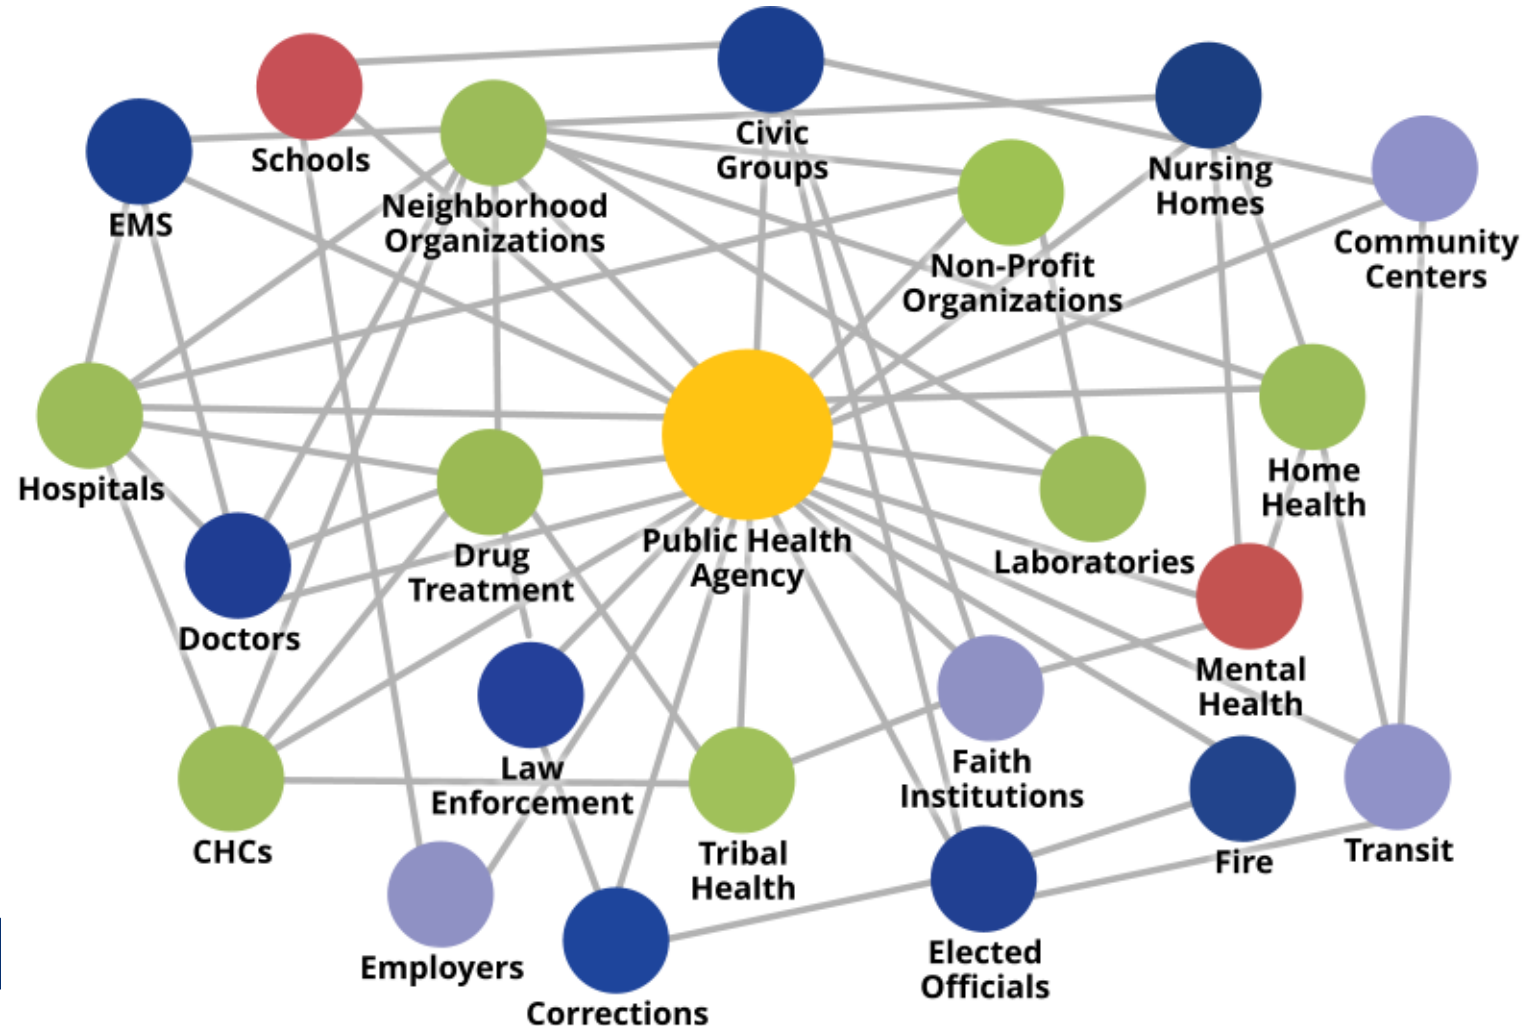 Civic
Groups
Schools
Nursing
Homes
EMS
Neighborhood
Organizations
Community
Centers
Non-Profit
Organizations
Hospitals
Home
Health
Public Health
Agency
Drug
Treatment
Laboratories
Doctors
Mental
Health
Law
Enforcement
Faith
Institutions
CHCs
Tribal
Health
Fire
Transit
Employers
Elected
Officials
Corrections